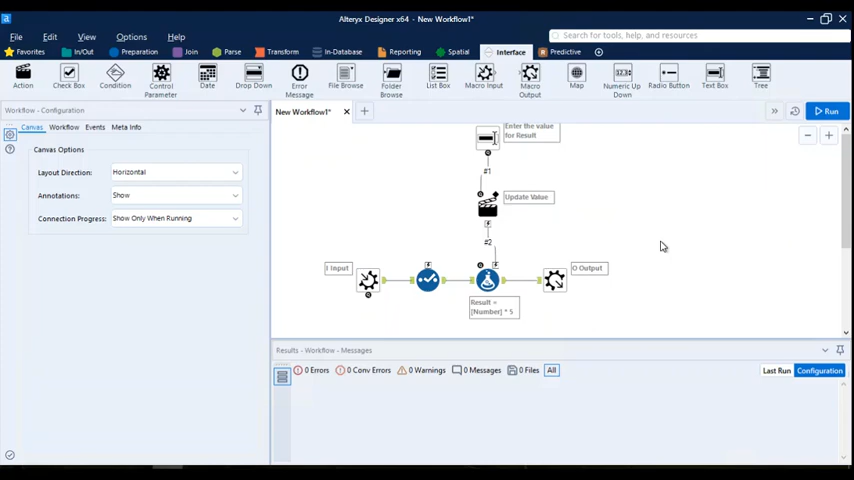 Alteryx Designer x64 - New Workflow1*
File Edit View Options Help
Search for tools, help, and resources
Favorites In/Out Preparation Join Parse Transform In-Database Reporting Spatial Interface Predictive
Action Check Box Condition Control Parameter Date Drop Down Error Message File Browse Folder Browse List Box Macro Input Macro Output Map Numeric Up Down Radio Button Text Box Tree
Workflow - Configuration
Canvas Workflow Events Meta Info
Canvas Options
Layout Direction: Horizontal
Annotations: Show
Connection Progress: Show Only When Running
New Workflow1*
Run
Enter the value
for Result
#1
Update Value
#2
I Input
O Output
Result =
[Number] * 5
Results - Workflow - Messages
0 Errors 0 Conv Errors 0 Warnings 0 Messages 0 Files All
Last Run Configuration